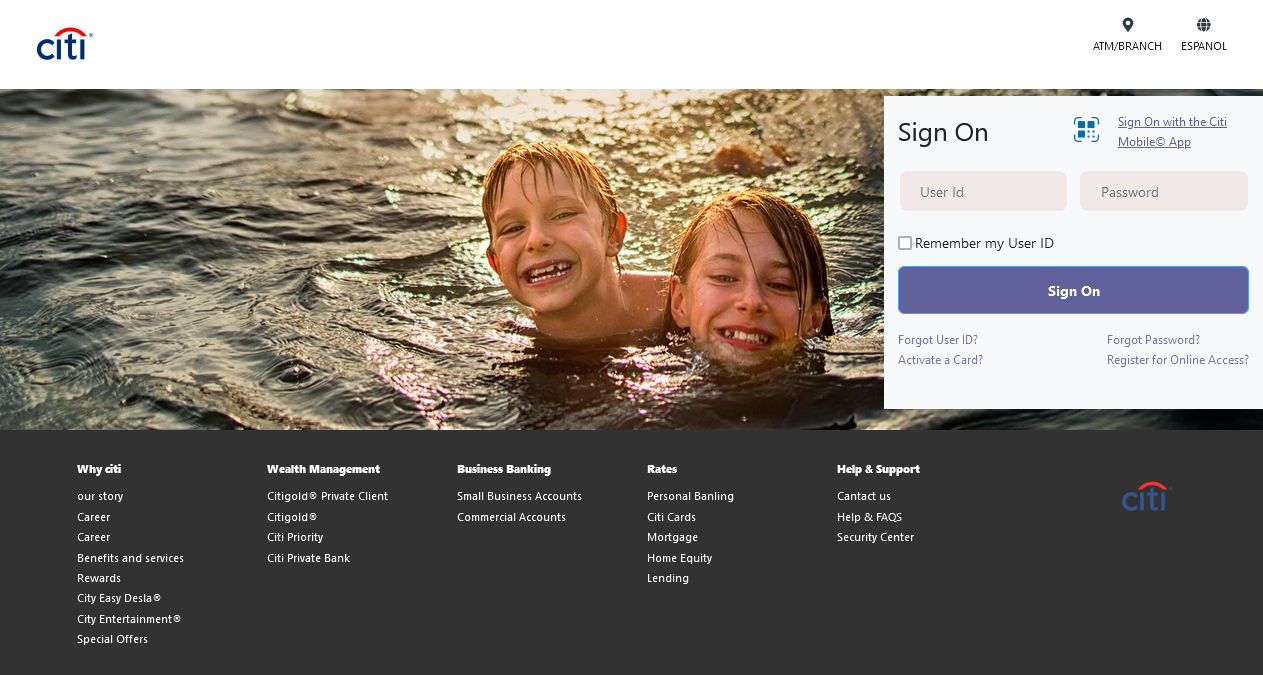 citi®
ATM/BRANCH
ESPANOL
Sign On
Sign On with the Citi
Mobile© App
User Id
Password
Remember my User ID
Sign On
Forgot User ID?
Forgot Password?
Activate a Card?
Register for Online Access?
Why citi
our story
Career
Career
Benefits and services
Rewards
City Easy Desla®
City Entertainment®
Special Offers
Wealth Management
Citigold® Private Client
Citigold®
Citi Priority
Citi Private Bank
Business Banking
Small Business Accounts
Commercial Accounts
Rates
Personal Banling
Citi Cards
Mortgage
Home Equity
Lending
Help & Support
Cantact us
Help & FAQS
Security Center
citi®